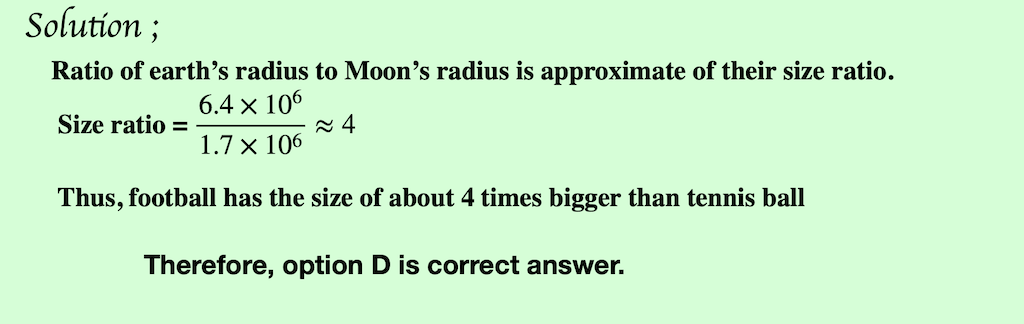 Solution ;
Ratio of earth’s radius to Moon’s radius is approximate of their size ratio.
Size ratio = \frac{6.4 × 10^6}{1.7 × 10^6} ≈ 4
Thus, football has the size of about 4 times bigger than tennis ball
Therefore, option D is correct answer.